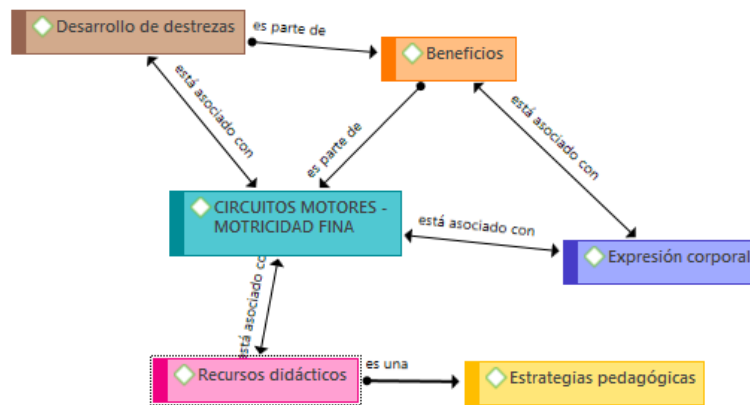 Desarrollo de destrezas
es parte de
Beneficios
está asociado con
es parte de
está asociado con
CIRCUITOS MOTORES -
MOTRICIDAD FINA
está asociado con
Expresión corporal
está asociado co
Recursos didácticos
es una
Estrategias pedagógicas